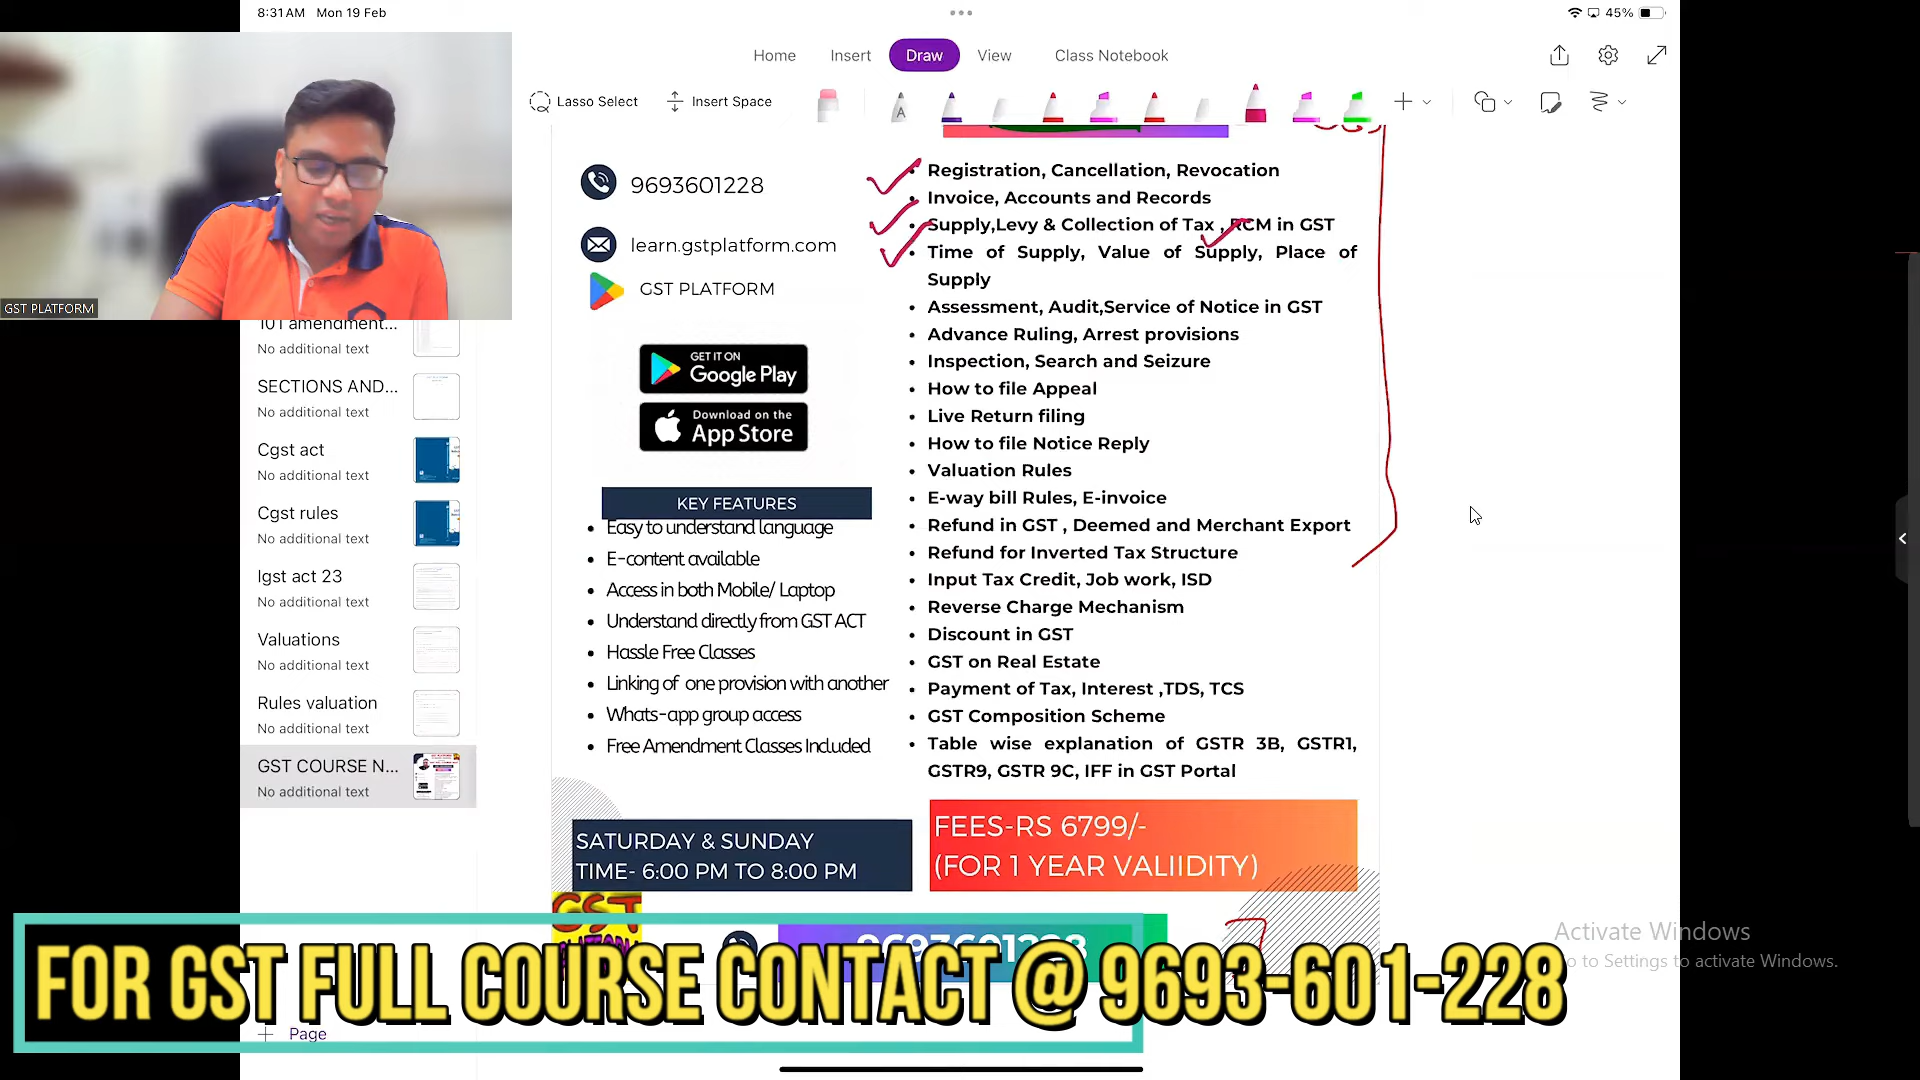 8:31 AM Mon 19 Feb
45%
Home Insert Draw View Class Notebook
Lasso Select Insert Space
A
GST PLATFORM
101 amendment...
No additional text
SECTIONS AND...
No additional text
Cgst act
No additional text
Cgst rules
No additional text
Igst act 23
No additional text
Valuations
No additional text
Rules valuation
No additional text
GST COURSE N...
No additional text
Page
9693601228
learn.gstplatform.com
GST PLATFORM
GET IT ON
Google Play
Download on the
App Store
KEY FEATURES
• Easy to understand language
• E-content available
• Access in both Mobile/ Laptop
• Understand directly from GST ACT
• Hassle Free Classes
• Linking of one provision with another
• Whats-app group access
• Free Amendment Classes Included
• Registration, Cancellation, Revocation
• Invoice, Accounts and Records
• Supply,Levy & Collection of Tax , RCM in GST
• Time of Supply, Value of Supply, Place of
Supply
• Assessment, Audit,Service of Notice in GST
• Advance Ruling, Arrest provisions
• Inspection, Search and Seizure
• How to file Appeal
• Live Return filing
• How to file Notice Reply
• Valuation Rules
• E-way bill Rules, E-invoice
• Refund in GST , Deemed and Merchant Export
• Refund for Inverted Tax Structure
• Input Tax Credit, Job work, ISD
• Reverse Charge Mechanism
• Discount in GST
• GST on Real Estate
• Payment of Tax, Interest ,TDS, TCS
• GST Composition Scheme
• Table wise explanation of GSTR 3B, GSTR1,
GSTR9, GSTR 9C, IFF in GST Portal
SATURDAY & SUNDAY
TIME- 6:00 PM TO 8:00 PM
FEES-RS 6799/-
(FOR 1 YEAR VALIIDITY)
GST
9693601228
Activate Windows
o to Settings to activate Windows.
FOR GST FULL COURSE CONTACT @ 9693-601-228